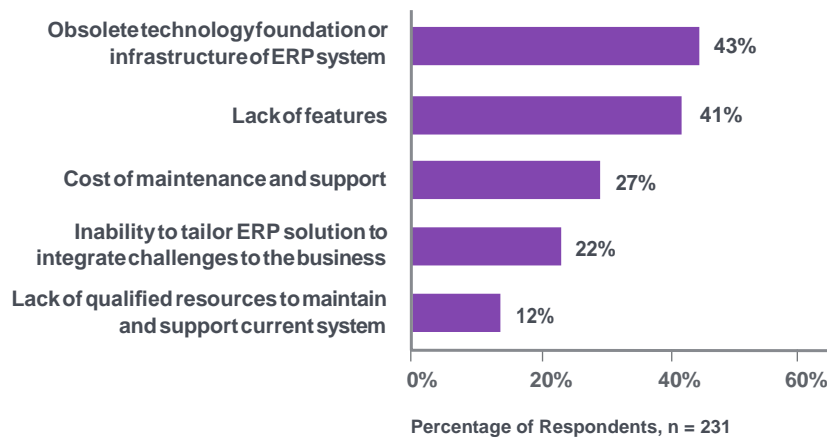 Obsolete technology foundation or
infrastructure of ERP system
43%
Lack of features
41%
Cost of maintenance and support
27%
Inability to tailor ERP solution to
integrate challenges to the business
22%
Lack of qualified resources to maintain
and support current system
12%
0% 20% 40% 60%
Percentage of Respondents, n = 231